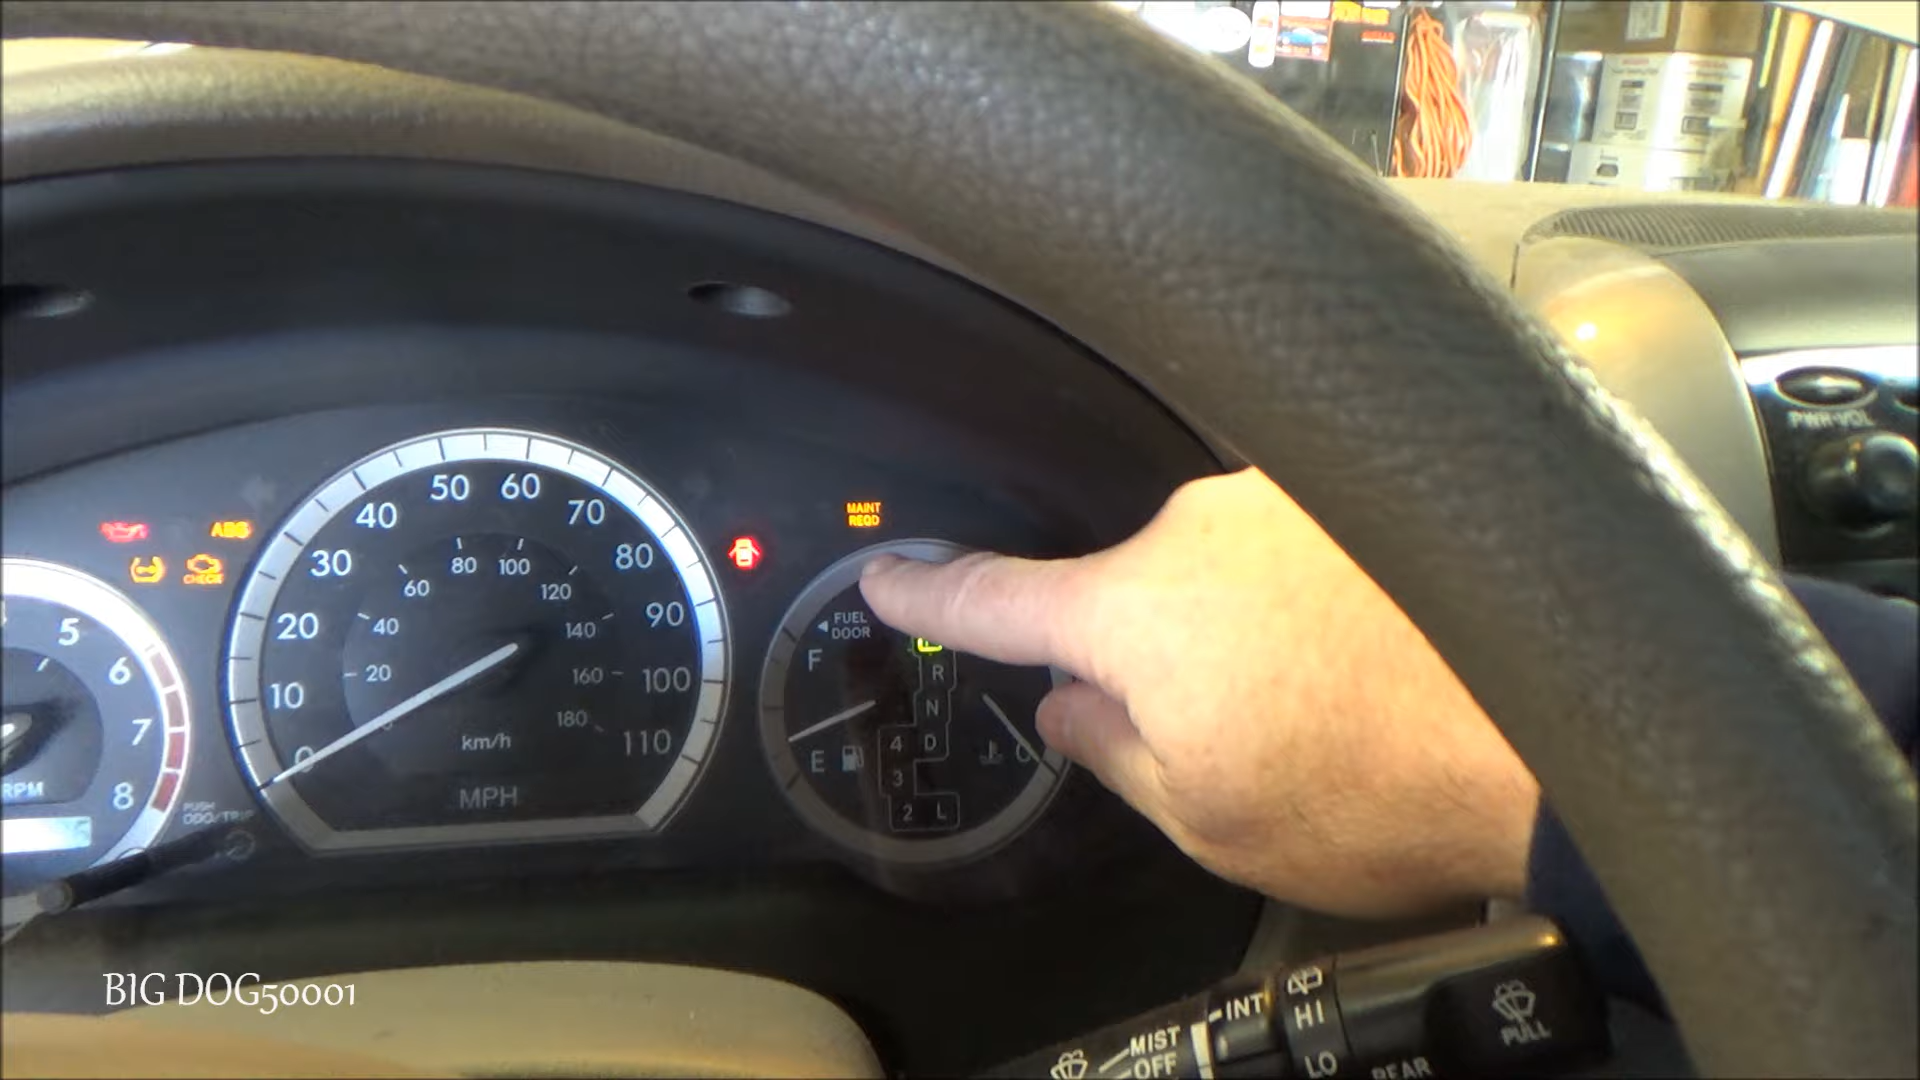 PWR·VOL
MAINT
REQD
ABS
CHECK
50 60
40 70
30 80
20 90
10 100
0 110
80 100
60 120
40 140
20 160
180
km/h
MPH
5
6
7
8
RPM
PUSH
ODO/TRIP
FUEL
DOOR
F
E
P
R
N
4 D
3
2 L
C
BIG DOG50001
INT
HI
MIST
OFF
LO
REAR
PULL